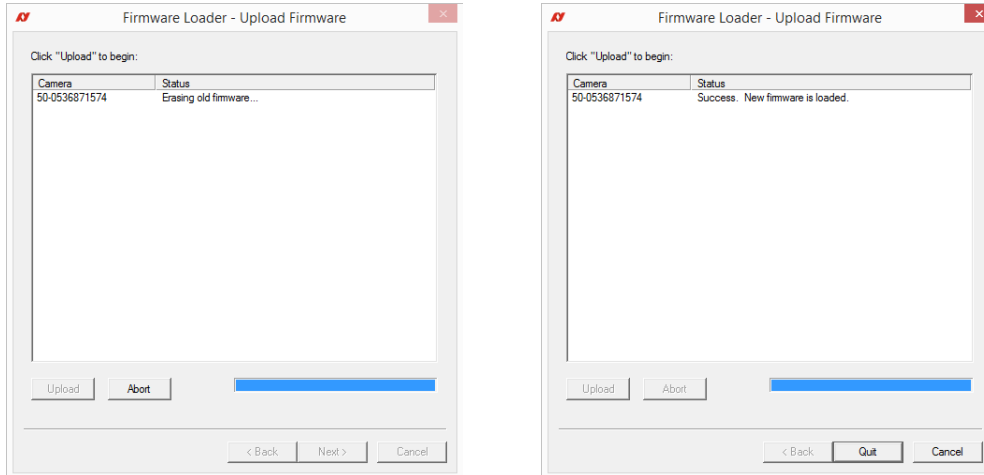 Firmware Loader - Upload Firmware
Click "Upload" to begin:
Camera Status
50-0536871574 Erasing old firmware...
Upload Abort
< Back Next > Cancel
Firmware Loader - Upload Firmware
Click "Upload" to begin:
Camera Status
50-0536871574 Success. New firmware is loaded.
Upload Abort
< Back Quit Cancel